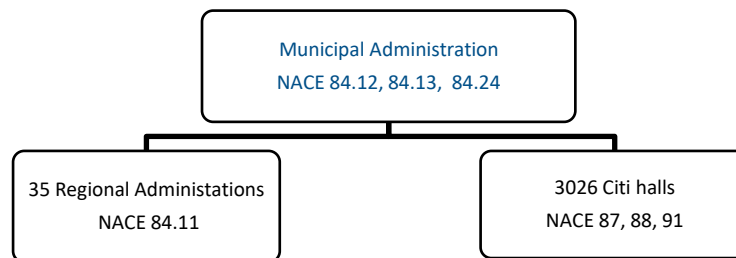 Municipal Administration
NACE 84.12, 84.13, 84.24
35 Regional Administations
NACE 84.11
3026 Citi halls
NACE 87, 88, 91